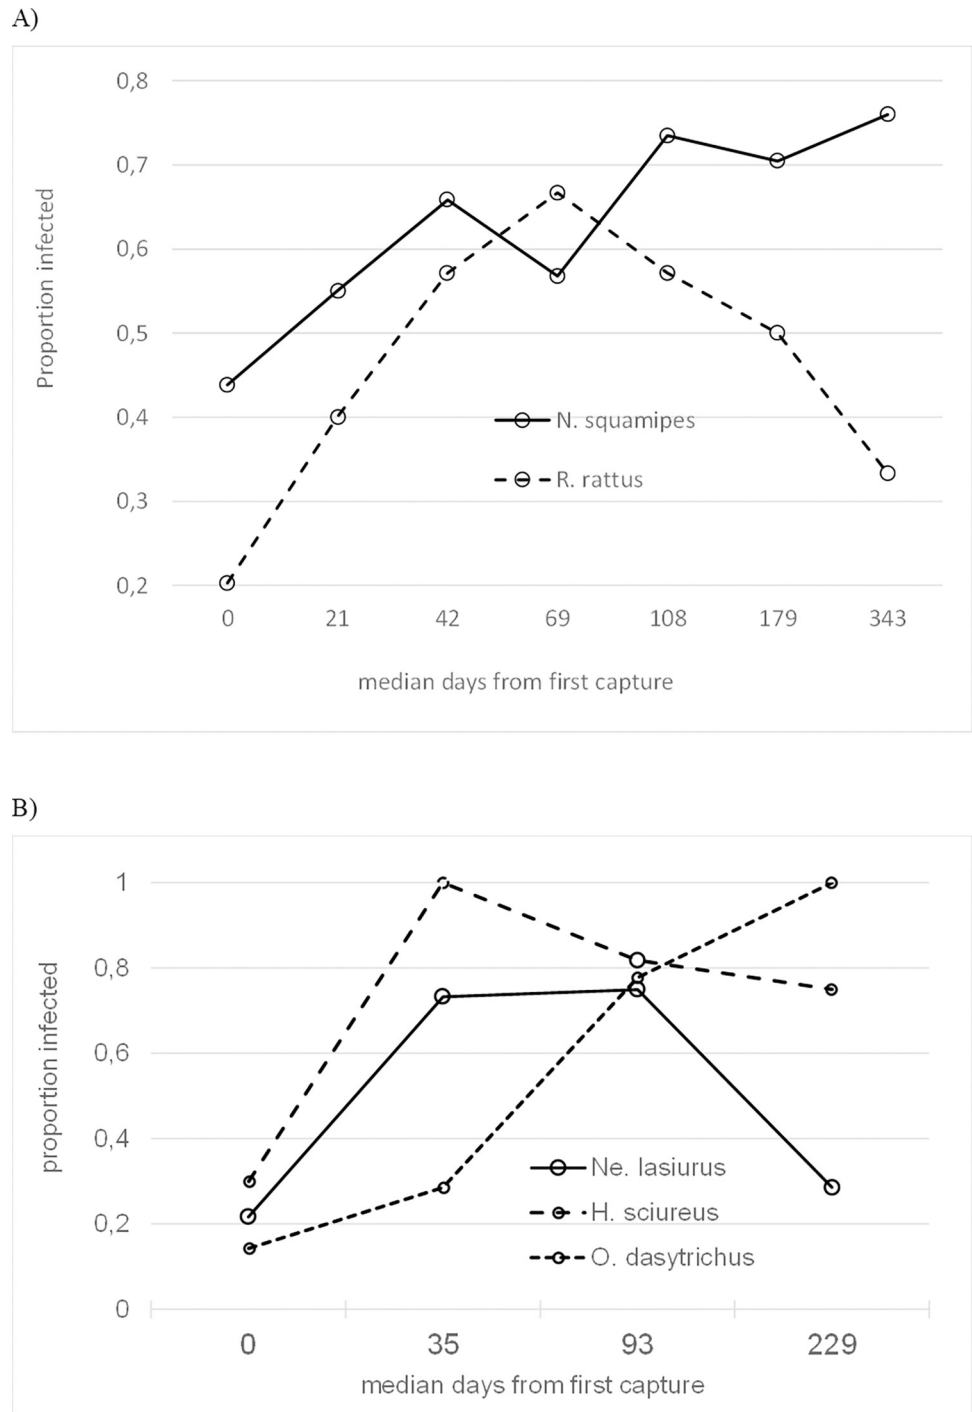 A)
0,8
0,7
0,6
0,5
0,4
0,3
0,2
Proportion infected
N. squamipes
R. rattus
0 21 42 69 108 179 343
median days from first capture
B)
1
0,8
0,6
0,4
0,2
0
proportion infected
Ne. lasiurus
H. sciureus
O. dasytrichus
0 35 93 229
median days from first capture